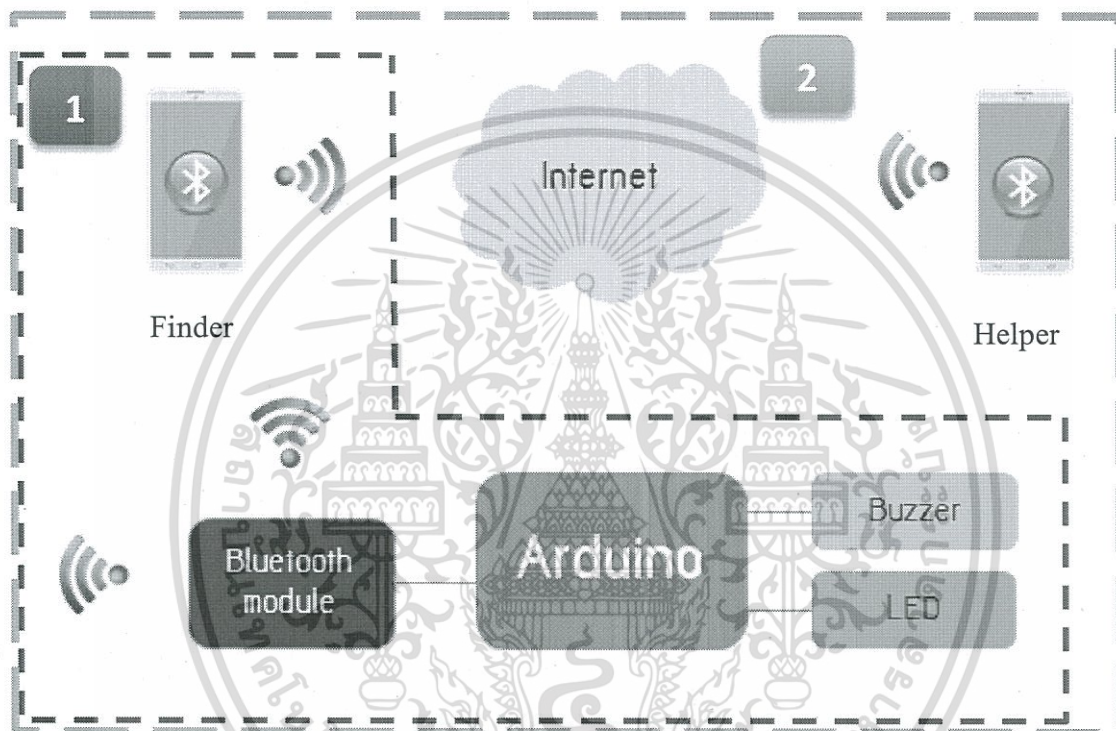 1
2
Internet
Finder
Helper
Bluetooth
module
Arduino
Buzzer
LED